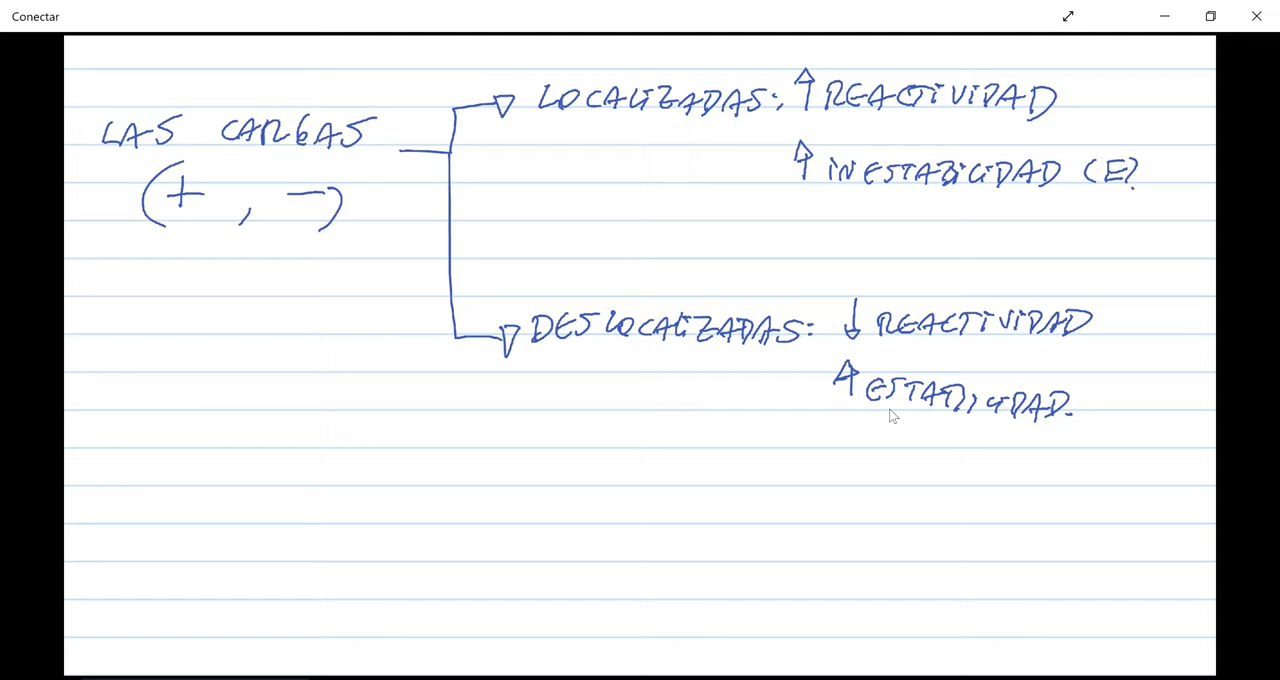 Conectar
LAS CARGAS
(+ , -)
LOCALIZADAS: ↑ REACTIVIDAD
↑ INESTABILIDAD (E)
DESLOCALIZADAS: ↓ REACTIVIDAD
↑ ESTABILIDAD.